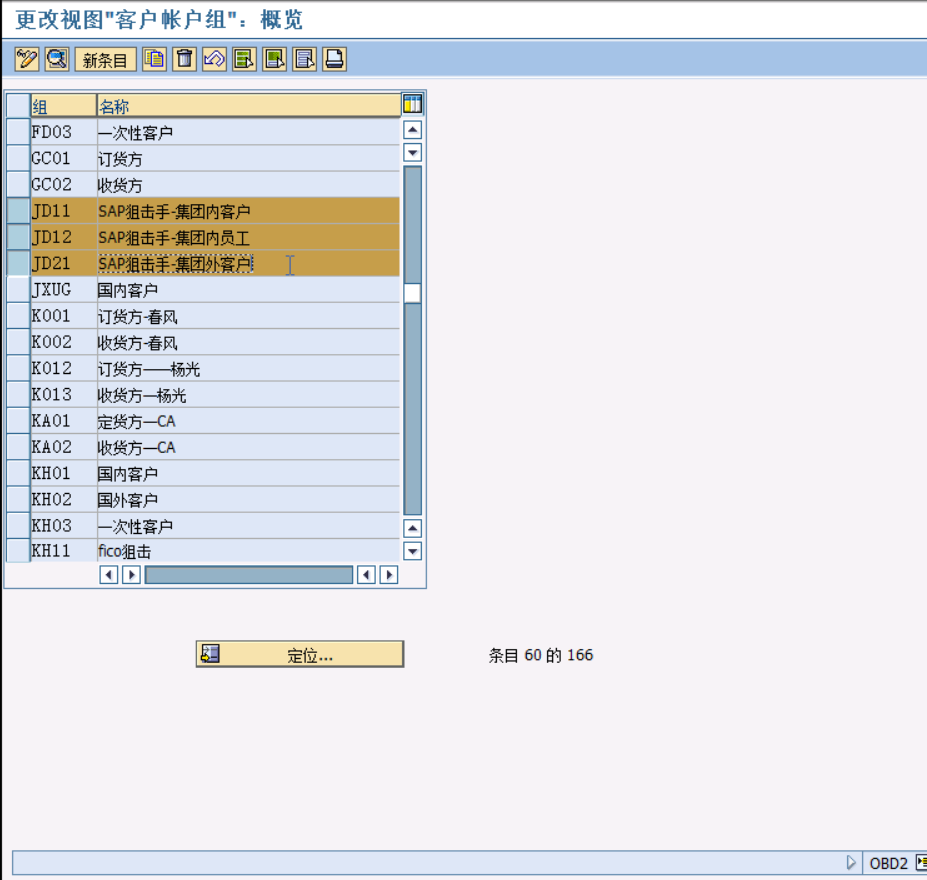 更改视图"客户帐户组": 概览
新条目
组 名称
FD03 一次性客户
GC01 订货方
GC02 收货方
JD11 SAP狙击手-集团内客户
JD12 SAP狙击手-集团内员工
JD21 SAP狙击手-集团外客户
JXUG 国内客户
K001 订货方-春风
K002 收货方-春风
K012 订货方——杨光
K013 收货方—杨光
KA01 定货方—CA
KA02 收货方—CA
KH01 国内客户
KH02 国外客户
KH03 一次性客户
KH11 fico狙击
定位...
条目 60 的 166
OBD2